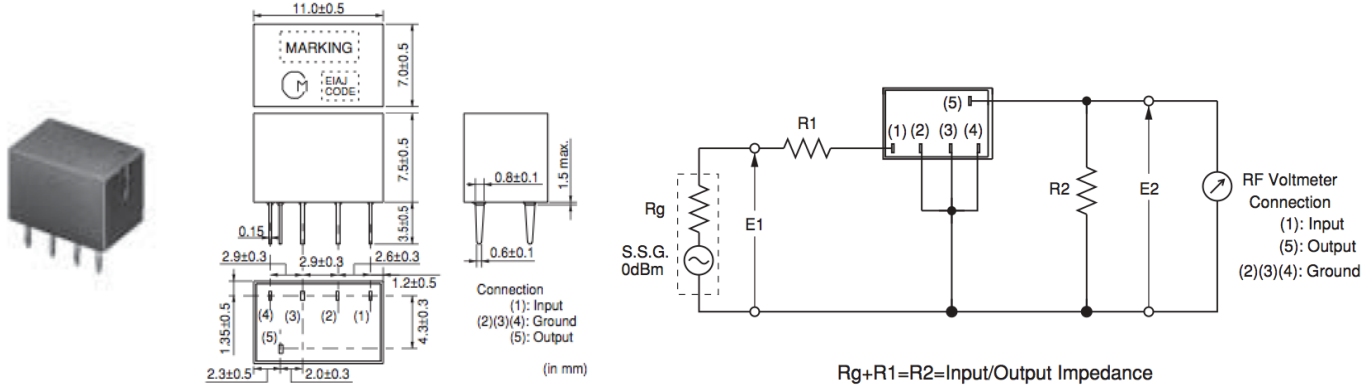 11.0±0.5
MARKING
EIAJ
CODE
7.0±0.5
7.5±0.5
3.5±0.5
0.15
2.9±0.3
2.9±0.3
2.6±0.3
1.2±0.5
(4)
(3)
(2)
(1)
(5)
1.35±0.5
4.3±0.3
2.3±0.5
2.0±0.3
1.5 max.
0.8±0.1
0.6±0.1
Connection
(1): Input
(2)(3)(4): Ground
(5): Output
(in mm)
(5)
R1
(1) (2) (3) (4)
Rg
S.S.G.
0dBm
E1
R2
E2
RF Voltmeter
Connection
(1): Input
(5): Output
(2)(3)(4): Ground
Rg+R1=R2=Input/Output Impedance